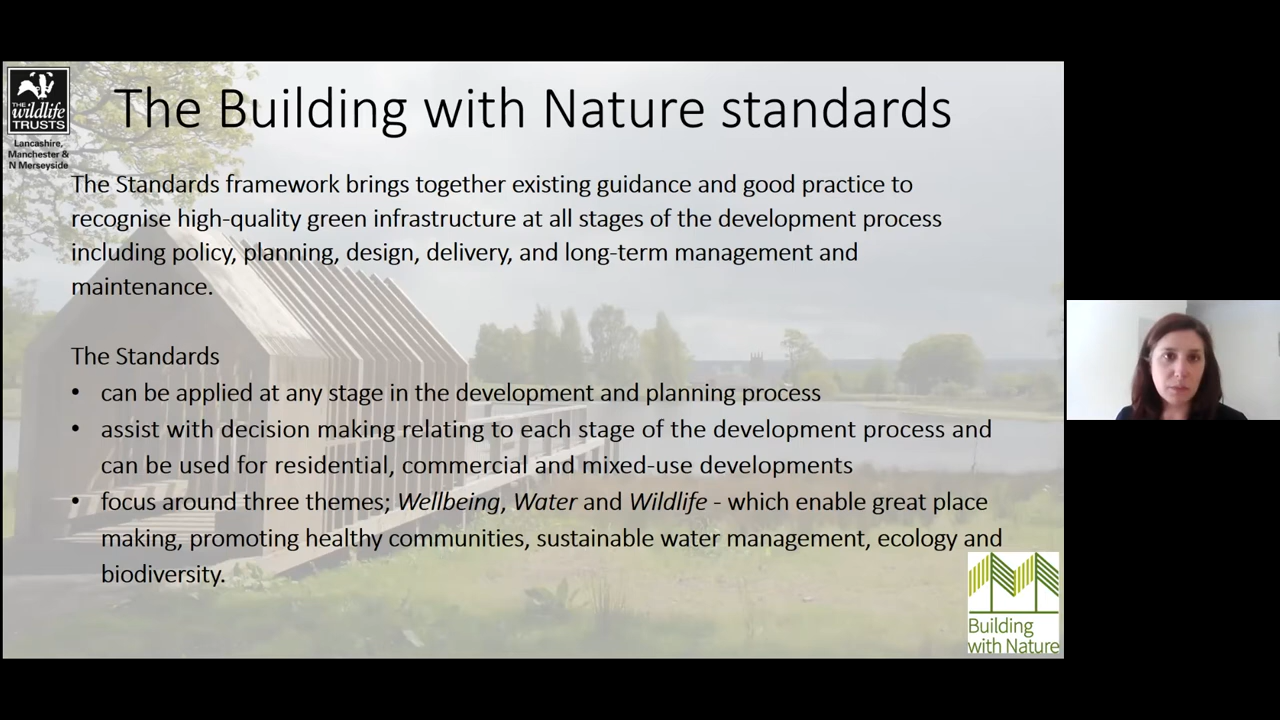 THE
wildlife
TRUSTS
Lancashire,
Manchester &
N Merseyside
The Building with Nature standards
The Standards framework brings together existing guidance and good practice to
recognise high-quality green infrastructure at all stages of the development process
including policy, planning, design, delivery, and long-term management and
maintenance.
The Standards
• can be applied at any stage in the development and planning process
• assist with decision making relating to each stage of the development process and
can be used for residential, commercial and mixed-use developments
• focus around three themes; Wellbeing, Water and Wildlife - which enable great place
making, promoting healthy communities, sustainable water management, ecology and
biodiversity.
Building
with Nature